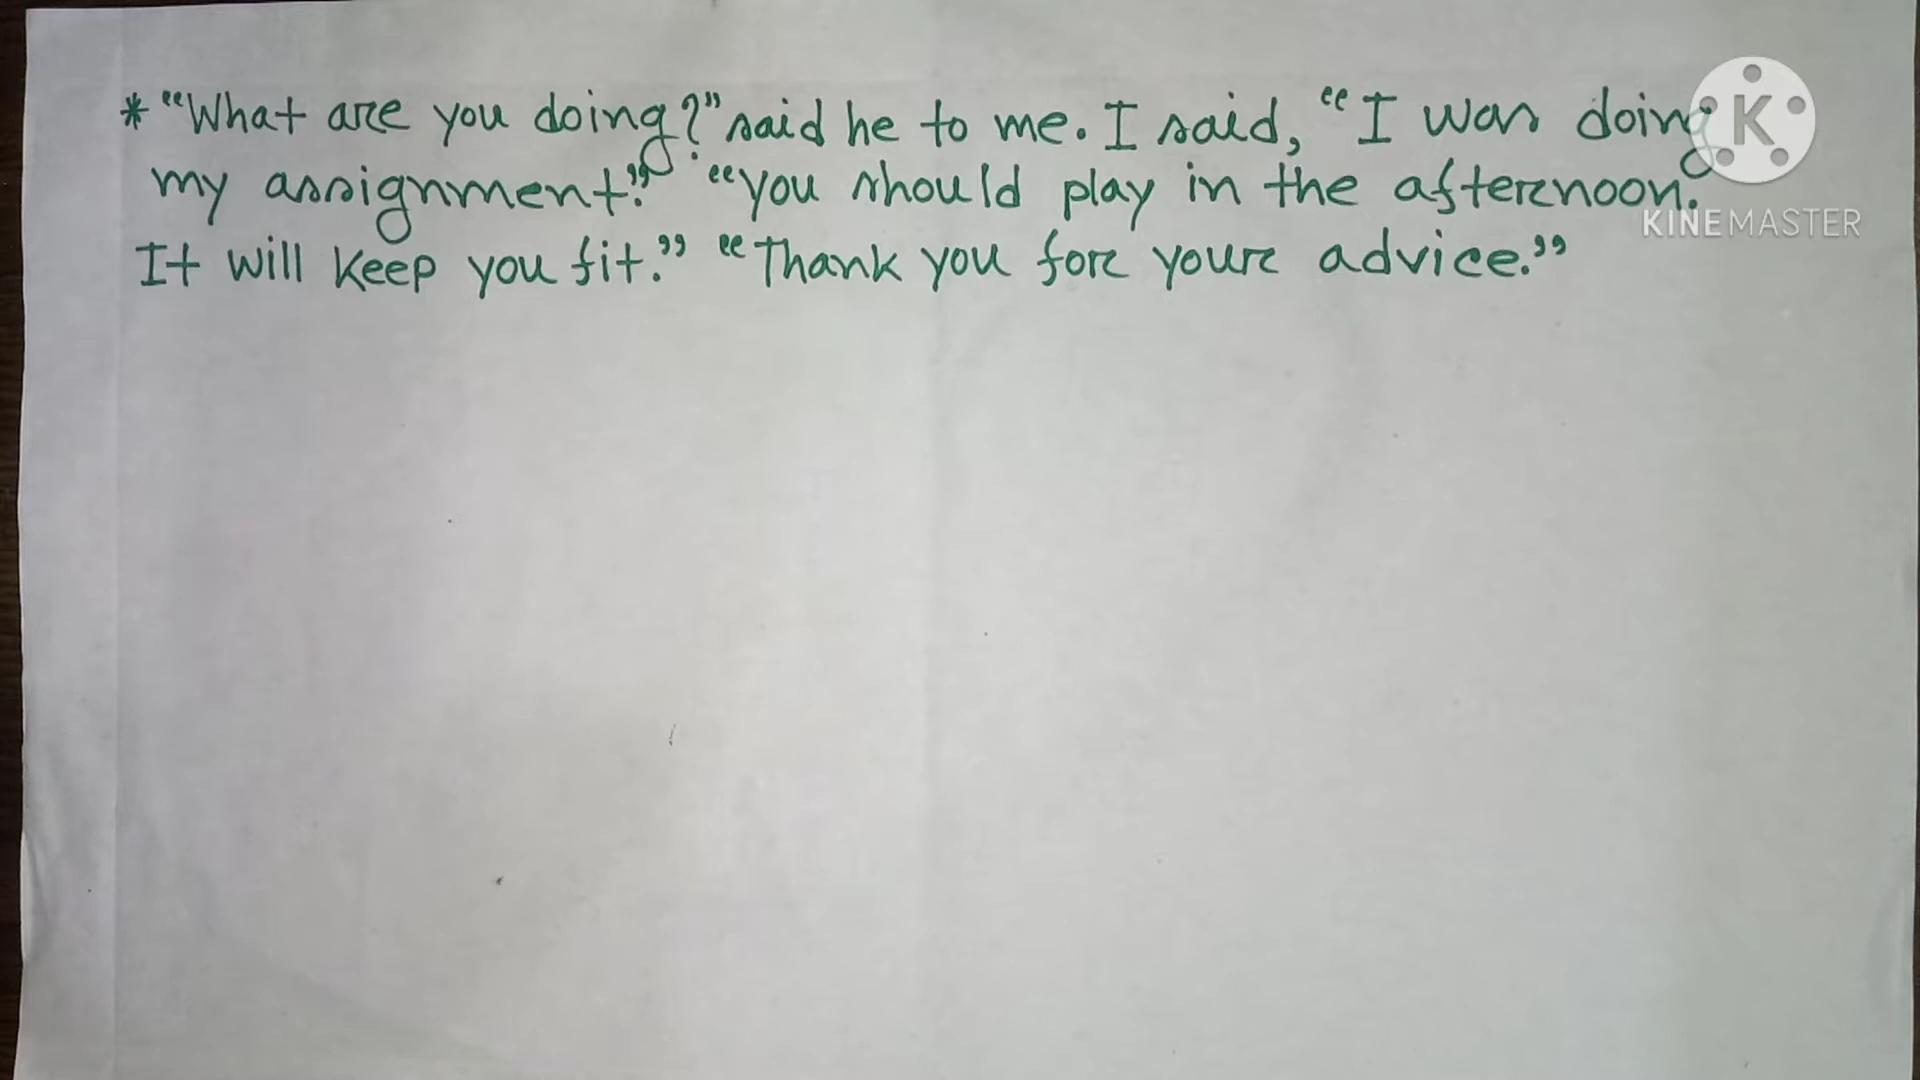 * “What are you doing?” said he to me. I said, “I was doing
my assignment.” “you should play in the afternoon.
It will keep you fit.” “Thank you for your advice.”
K
KINEMASTER